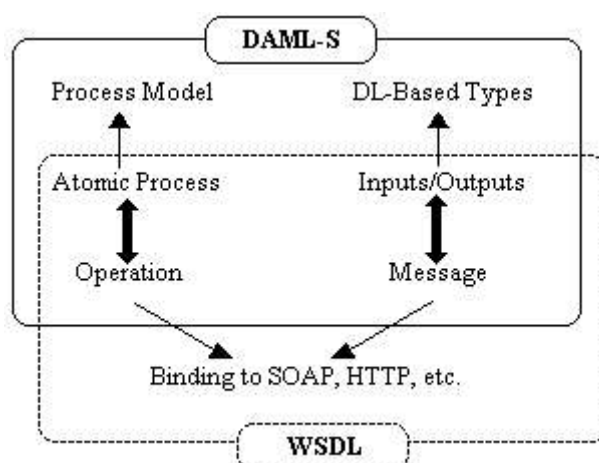 DAML-S
Process Model DL-Based Types
Atomic Process Inputs/Outputs
Operation Message
Binding to SOAP, HTTP, etc.
WSDL